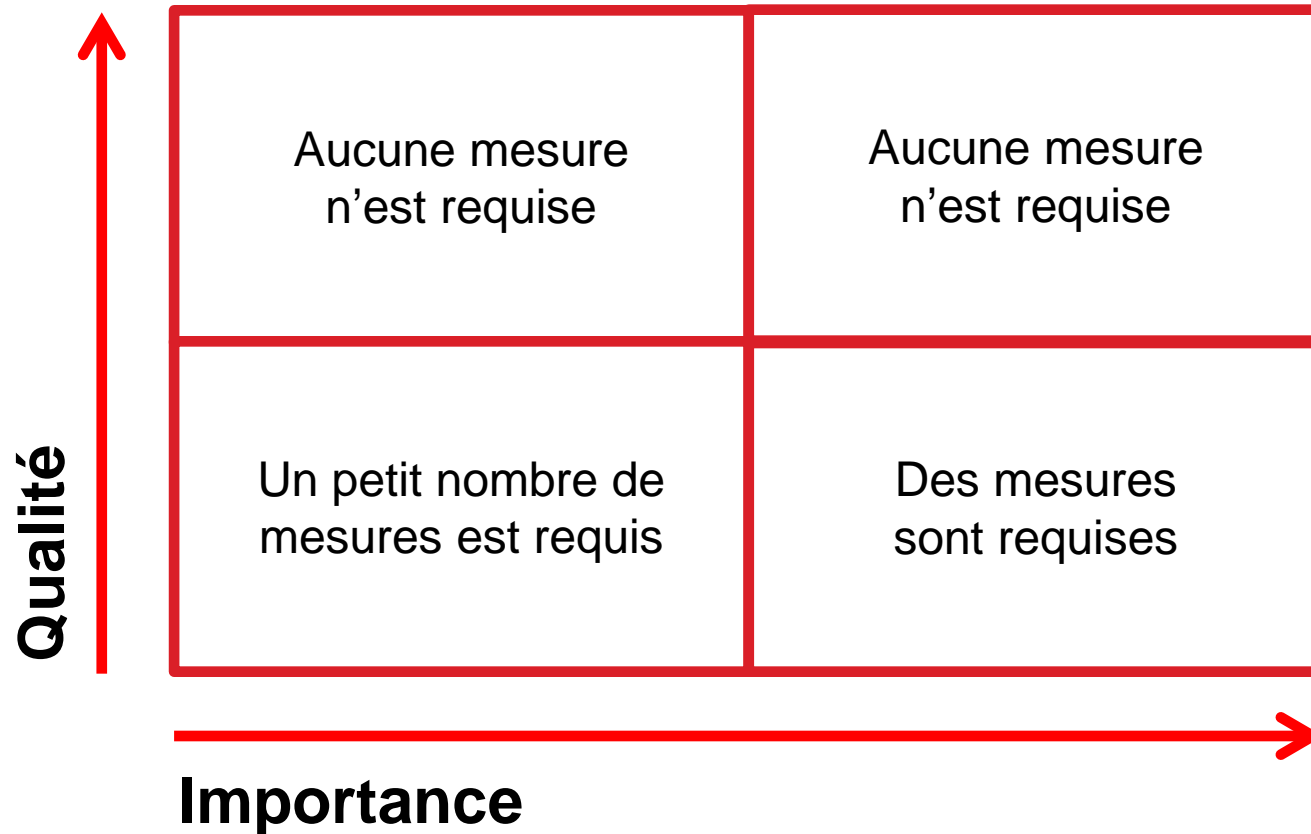 Aucune mesure
n’est requise
Aucune mesure
n’est requise
Qualité
Un petit nombre de
mesures est requis
Des mesures
sont requises
Importance